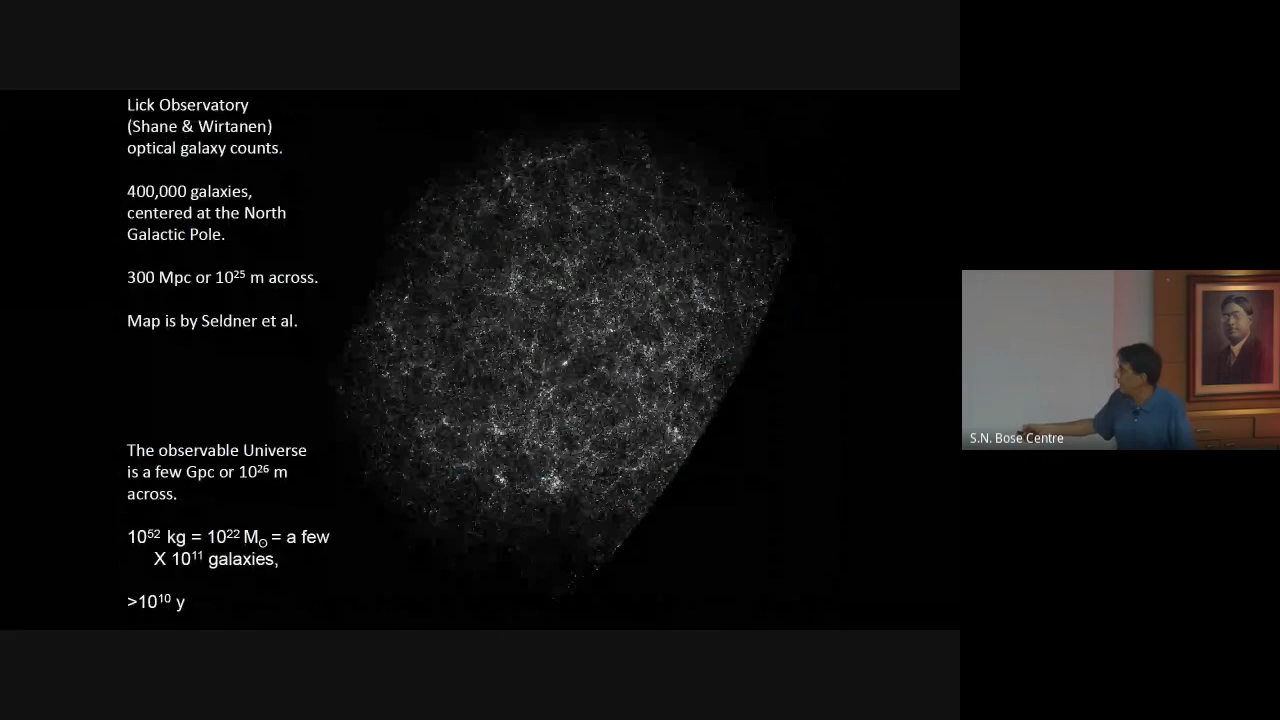 Lick Observatory
(Shane & Wirtanen)
optical galaxy counts.
400,000 galaxies,
centered at the North
Galactic Pole.
300 Mpc or 10²⁵ m across.
Map is by Seldner et al.
The observable Universe
is a few Gpc or 10²⁶ m
across.
10⁵² kg = 10²² M☉ = a few
X 10¹¹ galaxies,
>10¹⁰ y
S.N. Bose Centre